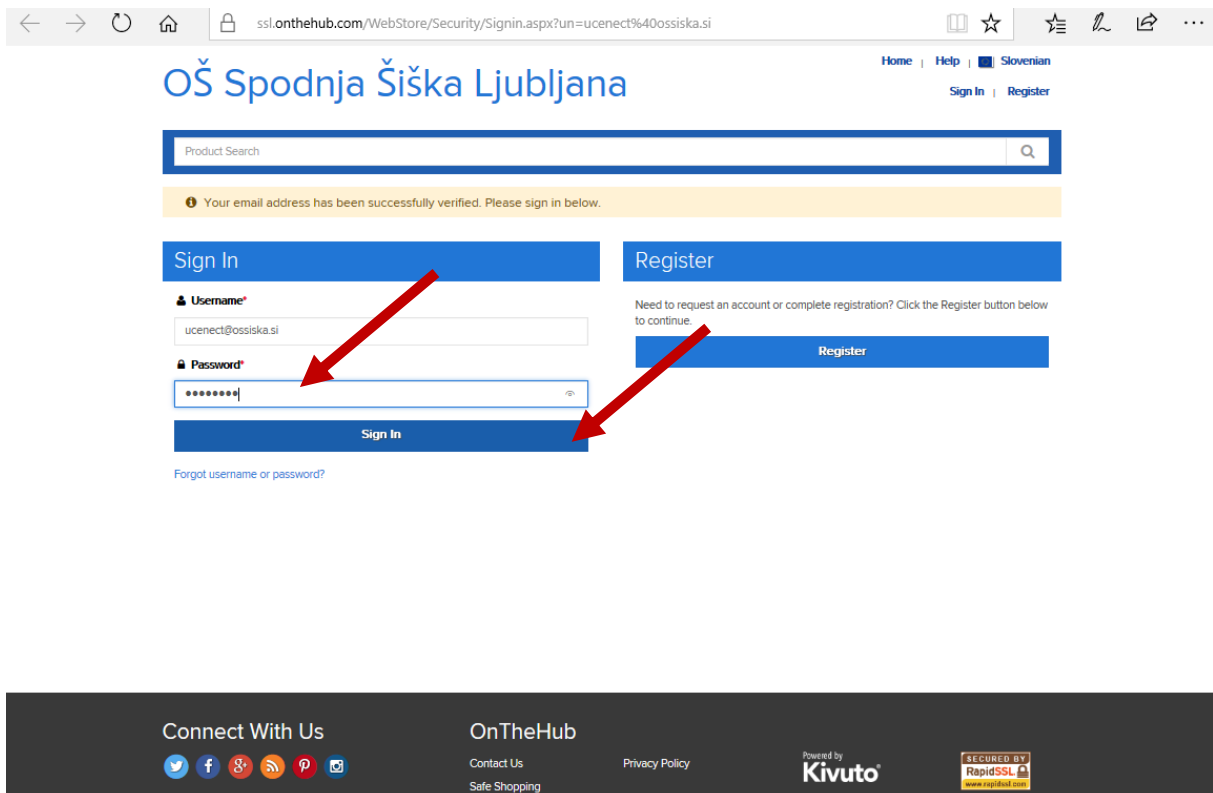 ssl.onthehub.com/WebStore/Security/Signin.aspx?un=ucenect%40ossiska.si
OŠ Spodnja Šiška Ljubljana
Home | Help | Slovenian
Sign In | Register
Product Search
Your email address has been successfully verified. Please sign in below.
Sign In
Username*
ucenect@ossiska.si
Password*
••••••••
Sign In
Forgot username or password?
Register
Need to request an account or complete registration? Click the Register button below
to continue.
Register
Connect With Us
OnTheHub
Contact Us
Safe Shopping
Privacy Policy
Powered by
Kivuto
SECURED BY
RapidSSL
www.rapidssl.com